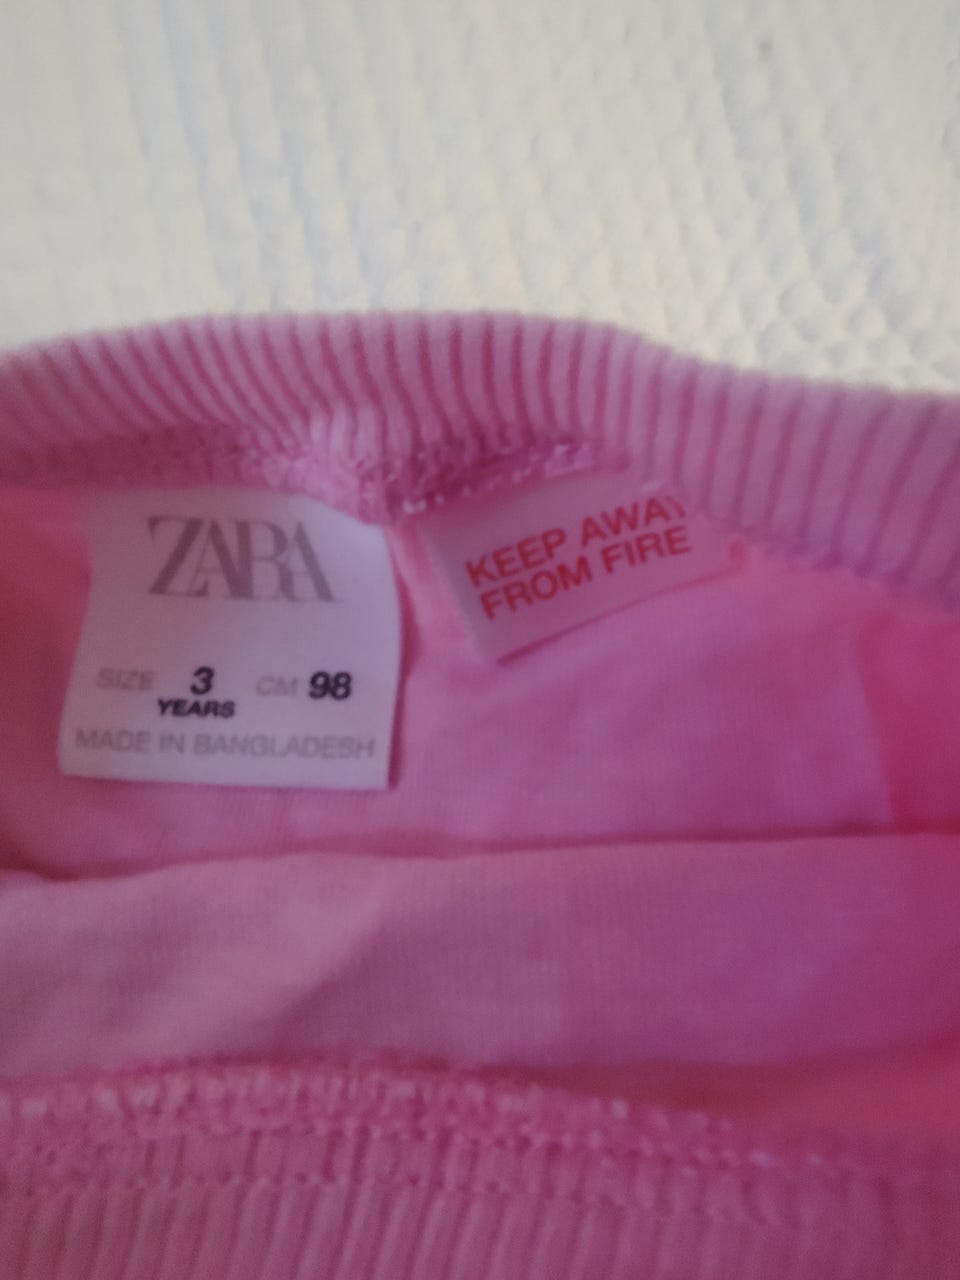 ZARA
SIZE 3 CM 98
YEARS
MADE IN BANGLADESH
KEEP AWAY
FROM FIRE